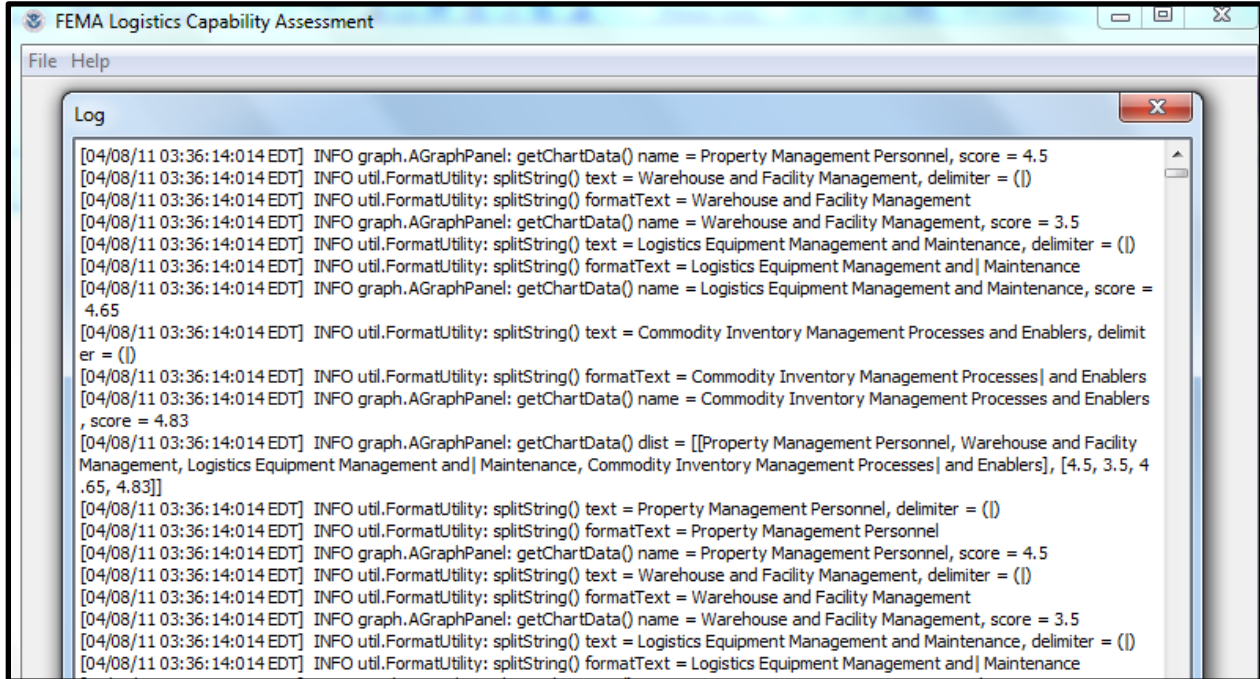 FEMA Logistics Capability Assessment
File Help
Log
[04/08/11 03:36:14:014 EDT] INFO graph.AGraphPanel: getChartData() name = Property Management Personnel, score = 4.5
[04/08/11 03:36:14:014 EDT] INFO util.FormatUtility: splitString() text = Warehouse and Facility Management, delimiter = (|)
[04/08/11 03:36:14:014 EDT] INFO util.FormatUtility: splitString() formatText = Warehouse and Facility Management
[04/08/11 03:36:14:014 EDT] INFO graph.AGraphPanel: getChartData() name = Warehouse and Facility Management, score = 3.5
[04/08/11 03:36:14:014 EDT] INFO util.FormatUtility: splitString() text = Logistics Equipment Management and Maintenance, delimiter = (|)
[04/08/11 03:36:14:014 EDT] INFO util.FormatUtility: splitString() formatText = Logistics Equipment Management and| Maintenance
[04/08/11 03:36:14:014 EDT] INFO graph.AGraphPanel: getChartData() name = Logistics Equipment Management and Maintenance, score =
4.65
[04/08/11 03:36:14:014 EDT] INFO util.FormatUtility: splitString() text = Commodity Inventory Management Processes and Enablers, delimit
er = (|)
[04/08/11 03:36:14:014 EDT] INFO util.FormatUtility: splitString() formatText = Commodity Inventory Management Processes| and Enablers
[04/08/11 03:36:14:014 EDT] INFO graph.AGraphPanel: getChartData() name = Commodity Inventory Management Processes and Enablers
, score = 4.83
[04/08/11 03:36:14:014 EDT] INFO graph.AGraphPanel: getChartData() dlist = [[Property Management Personnel, Warehouse and Facility
Management, Logistics Equipment Management and| Maintenance, Commodity Inventory Management Processes| and Enablers], [4.5, 3.5, 4
.65, 4.83]]
[04/08/11 03:36:14:014 EDT] INFO util.FormatUtility: splitString() text = Property Management Personnel, delimiter = (|)
[04/08/11 03:36:14:014 EDT] INFO util.FormatUtility: splitString() formatText = Property Management Personnel
[04/08/11 03:36:14:014 EDT] INFO graph.AGraphPanel: getChartData() name = Property Management Personnel, score = 4.5
[04/08/11 03:36:14:014 EDT] INFO util.FormatUtility: splitString() text = Warehouse and Facility Management, delimiter = (|)
[04/08/11 03:36:14:014 EDT] INFO util.FormatUtility: splitString() formatText = Warehouse and Facility Management
[04/08/11 03:36:14:014 EDT] INFO graph.AGraphPanel: getChartData() name = Warehouse and Facility Management, score = 3.5
[04/08/11 03:36:14:014 EDT] INFO util.FormatUtility: splitString() text = Logistics Equipment Management and Maintenance, delimiter = (|)
[04/08/11 03:36:14:014 EDT] INFO util.FormatUtility: splitString() formatText = Logistics Equipment Management and| Maintenance